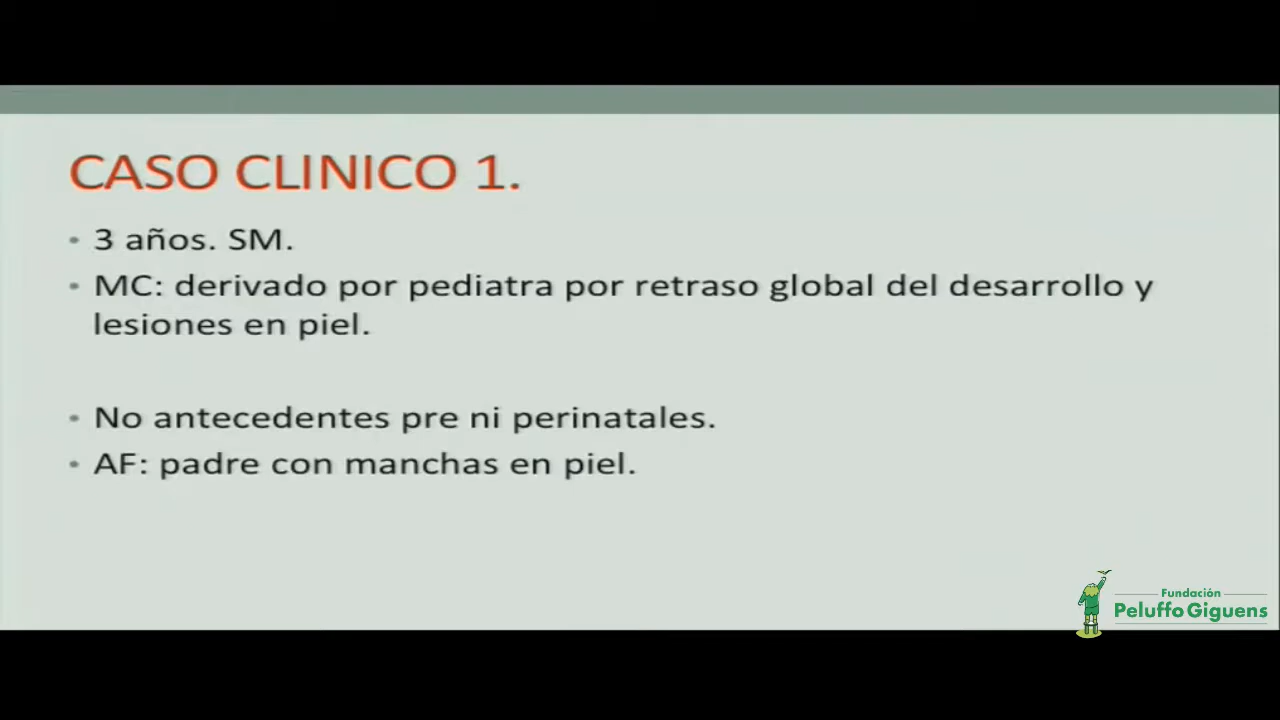 CASO CLINICO 1.
3 años. SM.
MC: derivado por pediatra por retraso global del desarrollo y
lesiones en piel.
No antecedentes pre ni perinatales.
AF: padre con manchas en piel.
Fundación
Peluffo Giguens